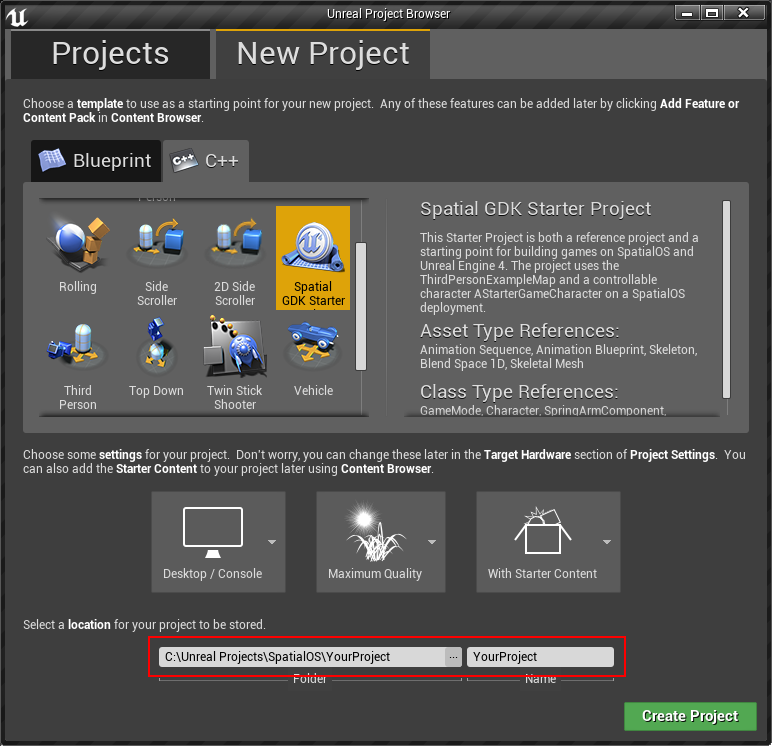 Unreal Project Browser
Projects
New Project
Choose a template to use as a starting point for your new project. Any of these features can be added later by clicking Add Feature or
Content Pack in Content Browser.
Blueprint
C++
C++
Person
Rolling
Side
Scroller
2D Side
Scroller
Spatial
GDK Starter
Third
Person
Top Down
Twin Stick
Shooter
Vehicle
Spatial GDK Starter Project
This Starter Project is both a reference project and a
starting point for building games on SpatialOS and
Unreal Engine 4. The project uses the
ThirdPersonExampleMap and a controllable
character AStarterGameCharacter on a SpatialOS
deployment.
Asset Type References:
Animation Sequence, Animation Blueprint, Skeleton,
Blend Space 1D, Skeletal Mesh
Class Type References:
GameMode, Character, SpringArmComponent,
Choose some settings for your project. Don't worry, you can change these later in the Target Hardware section of Project Settings. You
can also add the Starter Content to your project later using Content Browser.
Desktop / Console
Maximum Quality
With Starter Content
Select a location for your project to be stored.
C:\Unreal Projects\SpatialOS\YourProject
...
YourProject
Folder
Name
Create Project